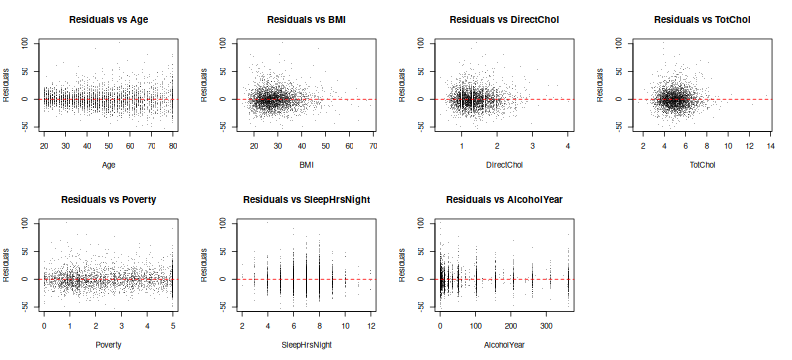 Residuals vs Age
Residuals
-50 0 50 100
20 30 40 50 60 70 80
Age
Residuals vs BMI
Residuals
-50 0 50 100
20 30 40 50 60 70
BMI
Residuals vs DirectChol
Residuals
-50 0 50 100
1 2 3 4
DirectChol
Residuals vs TotChol
Residuals
-50 0 50 100
2 4 6 8 10 12 14
TotChol
Residuals vs Poverty
Residuals
-50 0 50 100
0 1 2 3 4 5
Poverty
Residuals vs SleepHrsNight
Residuals
-50 0 50 100
2 4 6 8 10 12
SleepHrsNight
Residuals vs AlcoholYear
Residuals
-50 0 50 100
0 100 200 300
AlcoholYear